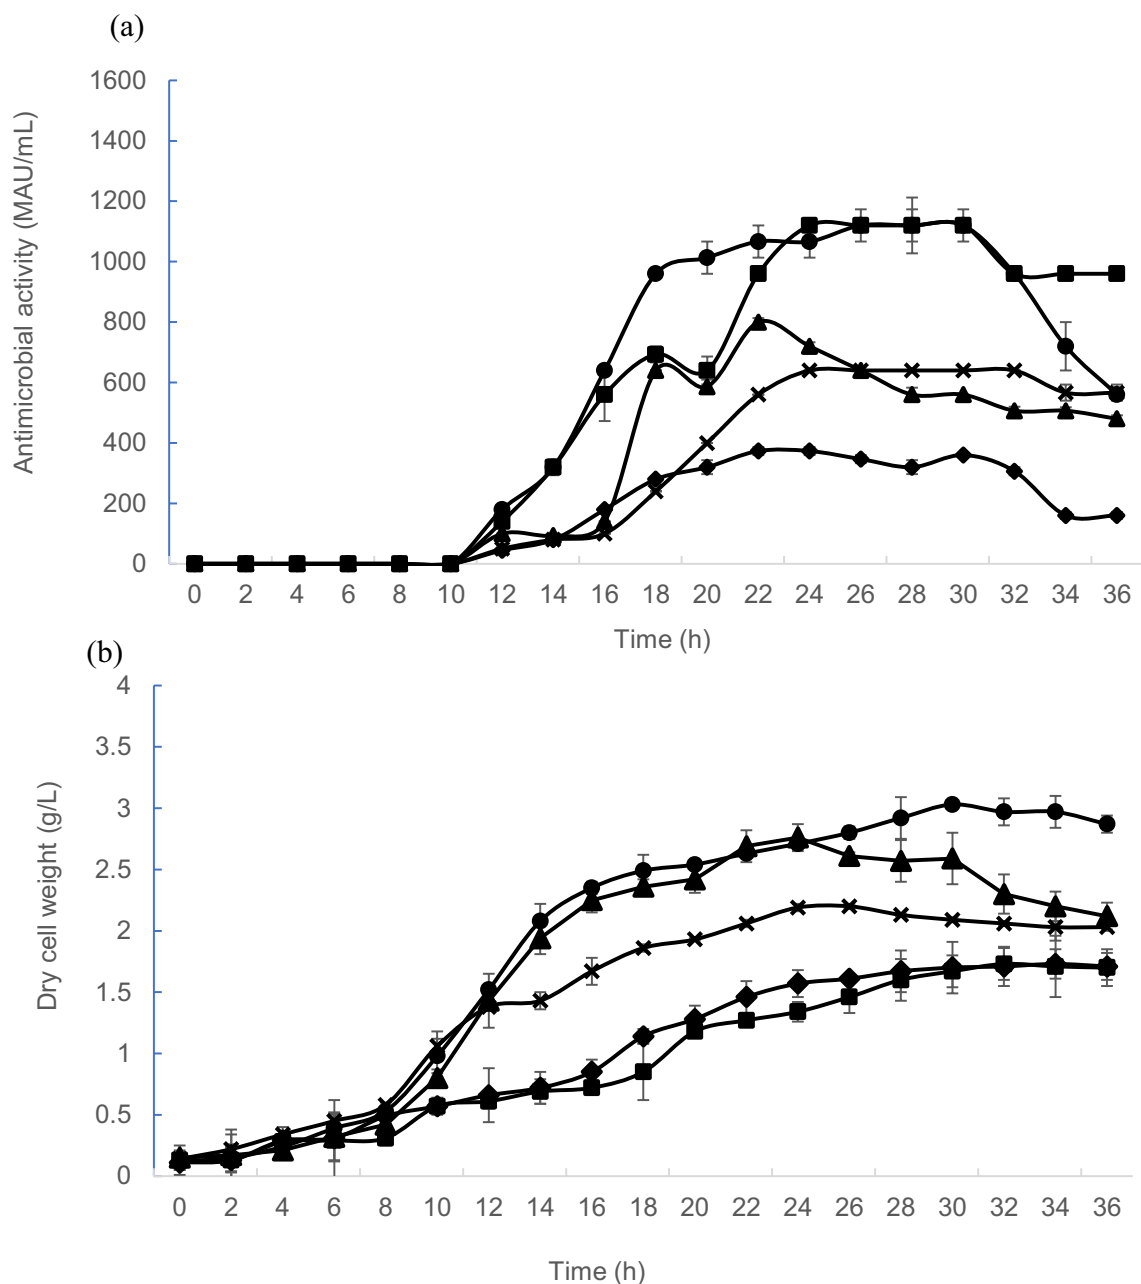 (a)
Antimicrobial activity (MAU/mL)
1600
1400
1200
1000
800
600
400
200
0
0 2 4 6 8 10 12 14 16 18 20 22 24 26 28 30 32 34 36
Time (h)
(b)
Dry cell weight (g/L)
4
3.5
3
2.5
2
1.5
1
0.5
0
0 2 4 6 8 10 12 14 16 18 20 22 24 26 28 30 32 34 36
Time (h)